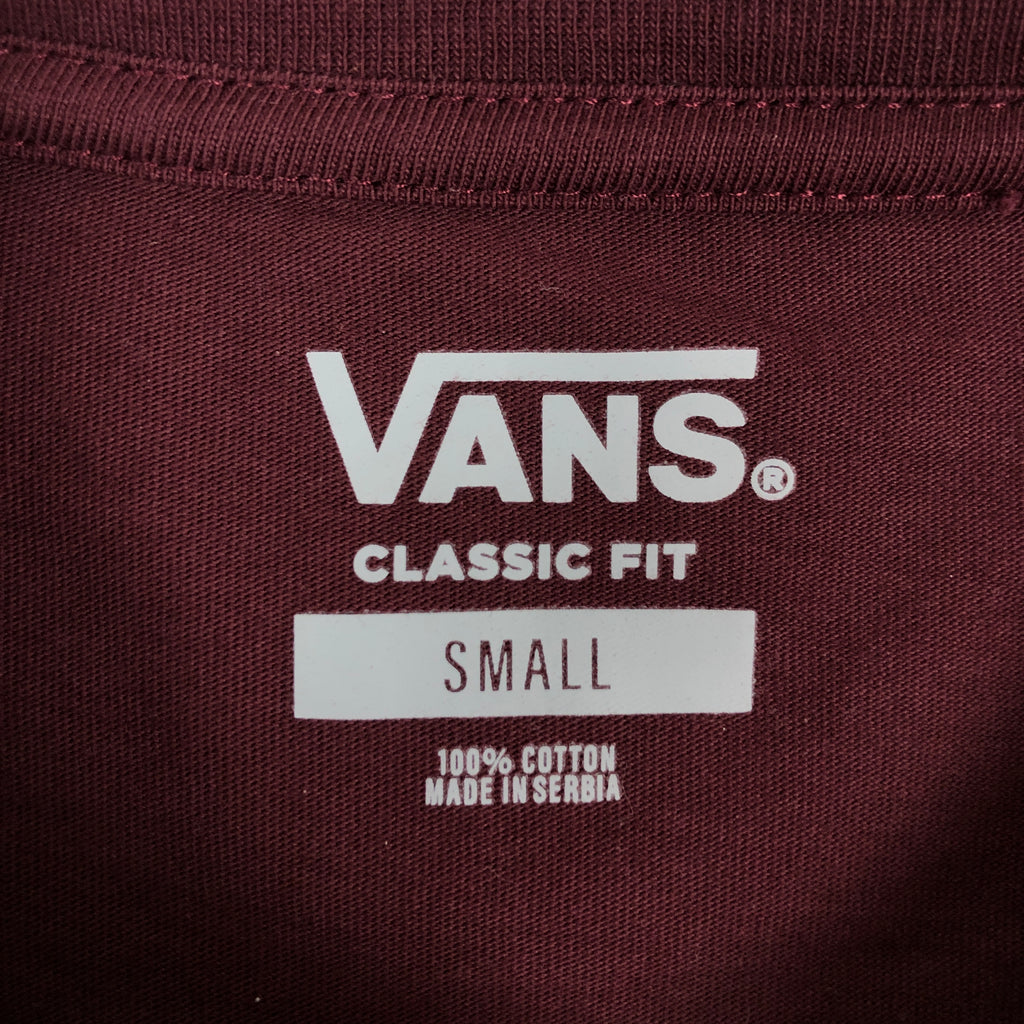 VANS®
CLASSIC FIT
SMALL
100% COTTON
MADE IN SERBIA